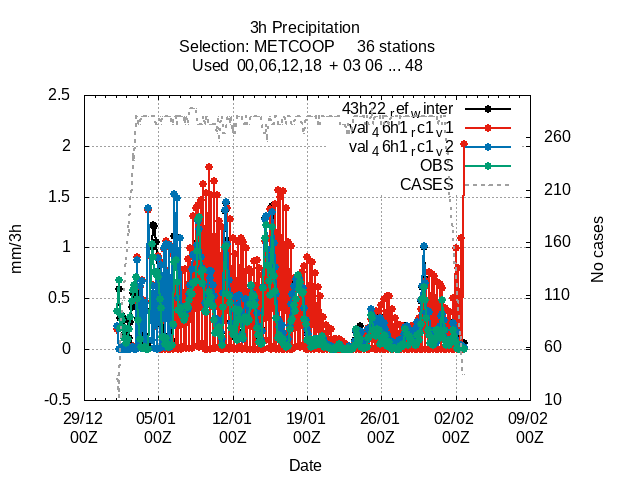 3h Precipitation
Selection: METCOOP 36 stations
Used 00,06,12,18 + 03 06 ... 48
43h22_ref_winter
val_46h1_rc1_v1
val_46h1_rc1_v2
OBS
CASES
mm/3h
2.5
2
1.5
1
0.5
0
-0.5
260
210
160
110
60
10
No cases
29/12 05/01 12/01 19/01 26/01 02/02 09/02
00Z 00Z 00Z 00Z 00Z 00Z 00Z
Date